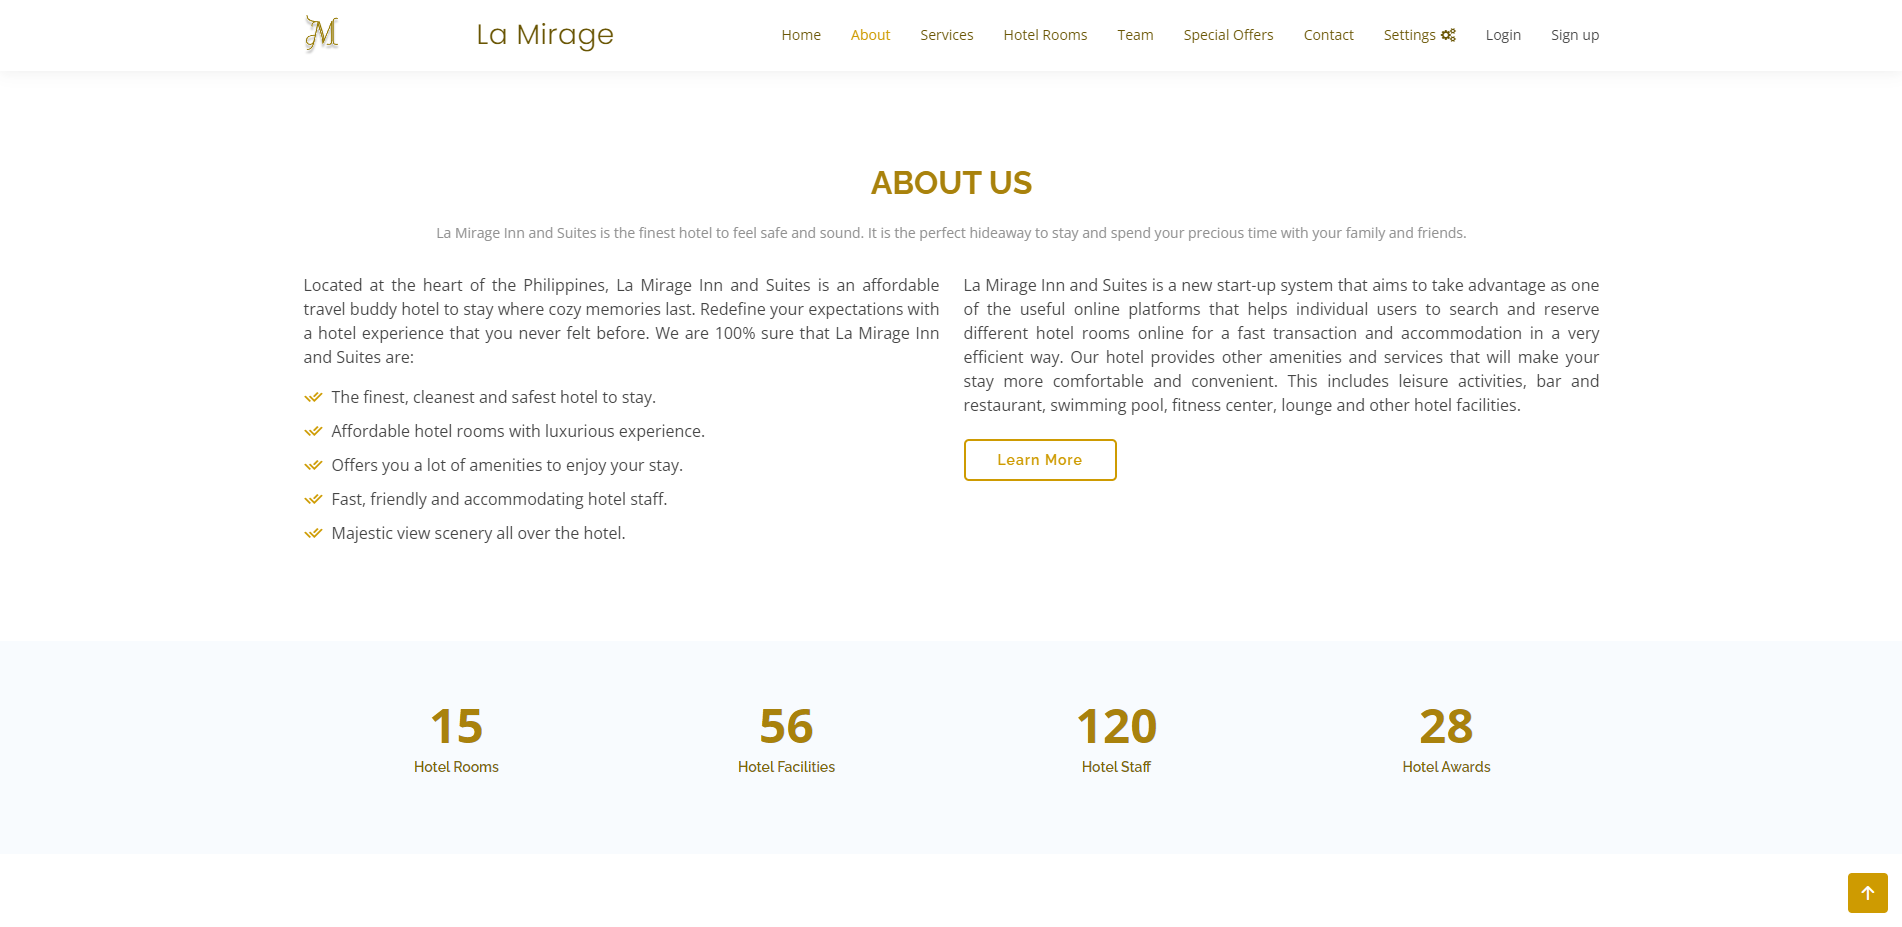 M
La Mirage
Home About Services Hotel Rooms Team Special Offers Contact Settings Login Sign up
ABOUT US
La Mirage Inn and Suites is the finest hotel to feel safe and sound. It is the perfect hideaway to stay and spend your precious time with your family and friends.
Located at the heart of the Philippines, La Mirage Inn and Suites is an affordable
travel buddy hotel to stay where cozy memories last. Redefine your expectations with
a hotel experience that you never felt before. We are 100% sure that La Mirage Inn
and Suites are:
The finest, cleanest and safest hotel to stay.
Affordable hotel rooms with luxurious experience.
Offers you a lot of amenities to enjoy your stay.
Fast, friendly and accommodating hotel staff.
Majestic view scenery all over the hotel.
La Mirage Inn and Suites is a new start-up system that aims to take advantage as one
of the useful online platforms that helps individual users to search and reserve
different hotel rooms online for a fast transaction and accommodation in a very
efficient way. Our hotel provides other amenities and services that will make your
stay more comfortable and convenient. This includes leisure activities, bar and
restaurant, swimming pool, fitness center, lounge and other hotel facilities.
Learn More
15
Hotel Rooms
56
Hotel Facilities
120
Hotel Staff
28
Hotel Awards